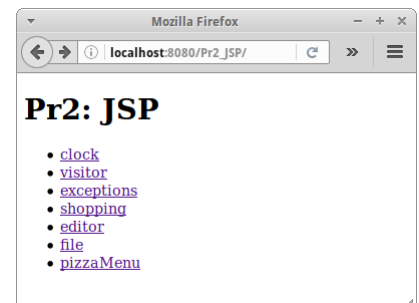 Mozilla Firefox
localhost:8080/Pr2_JSP/
Pr2: JSP
clock
visitor
exceptions
shopping
editor
file
pizzaMenu